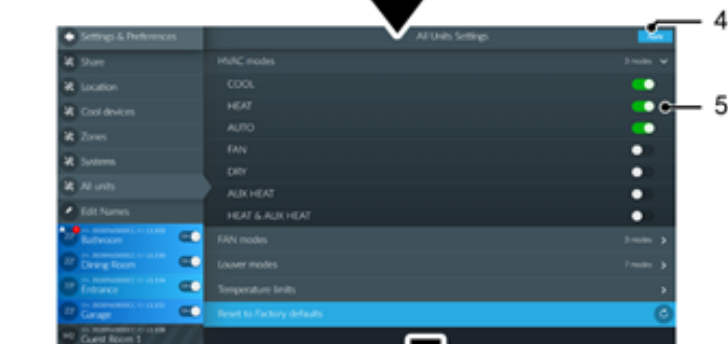 4
Settings & Preferences
All Units Settings
Share
HVAC modes
3 modes
Location
COOL
HEAT
5
Cool devices
AUTO
Zones
FAN
Systems
DRY
All units
AUX HEAT
Edit Names
HEAT & AUX HEAT
Bathroom
FAN modes
3 modes
Dining Room
Louver modes
7 modes
Entrance
Temperature limits
Garage
Reset to Factory defaults
Guest Room 1